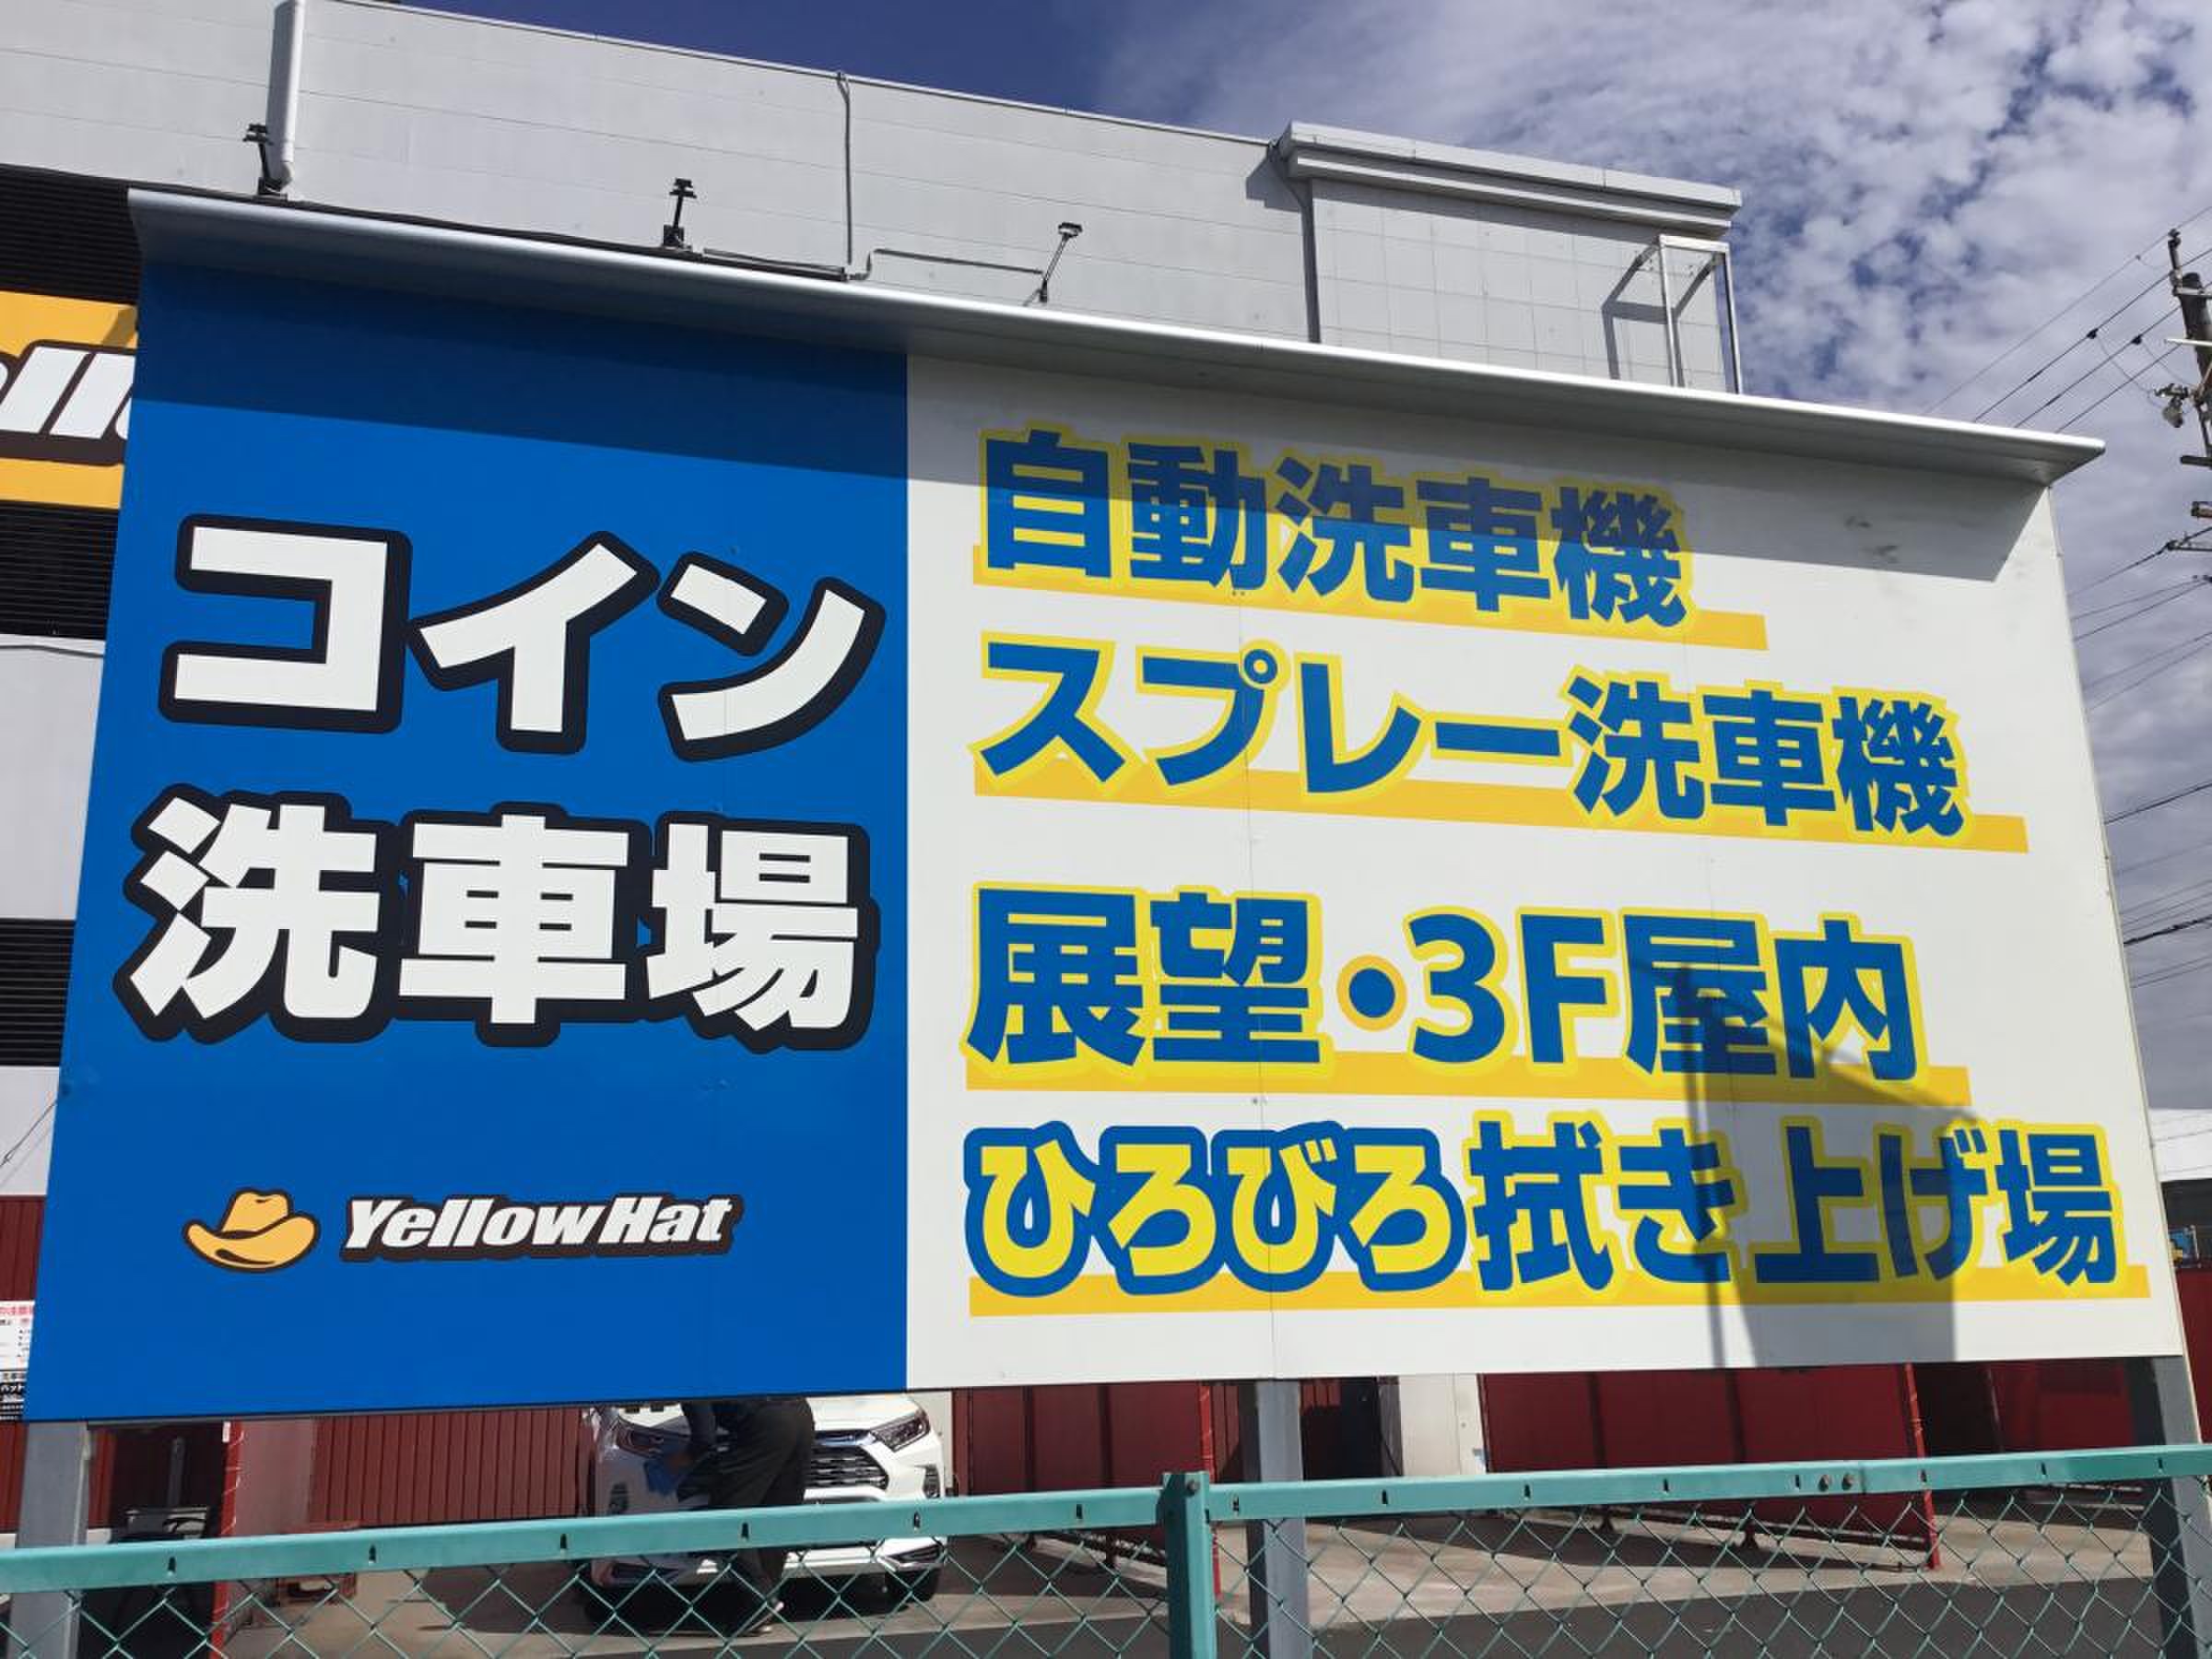 コイン
洗車場
YellowHat
自動洗車機
スプレー洗車機
展望・3F屋内
ひろびろ拭き上げ場